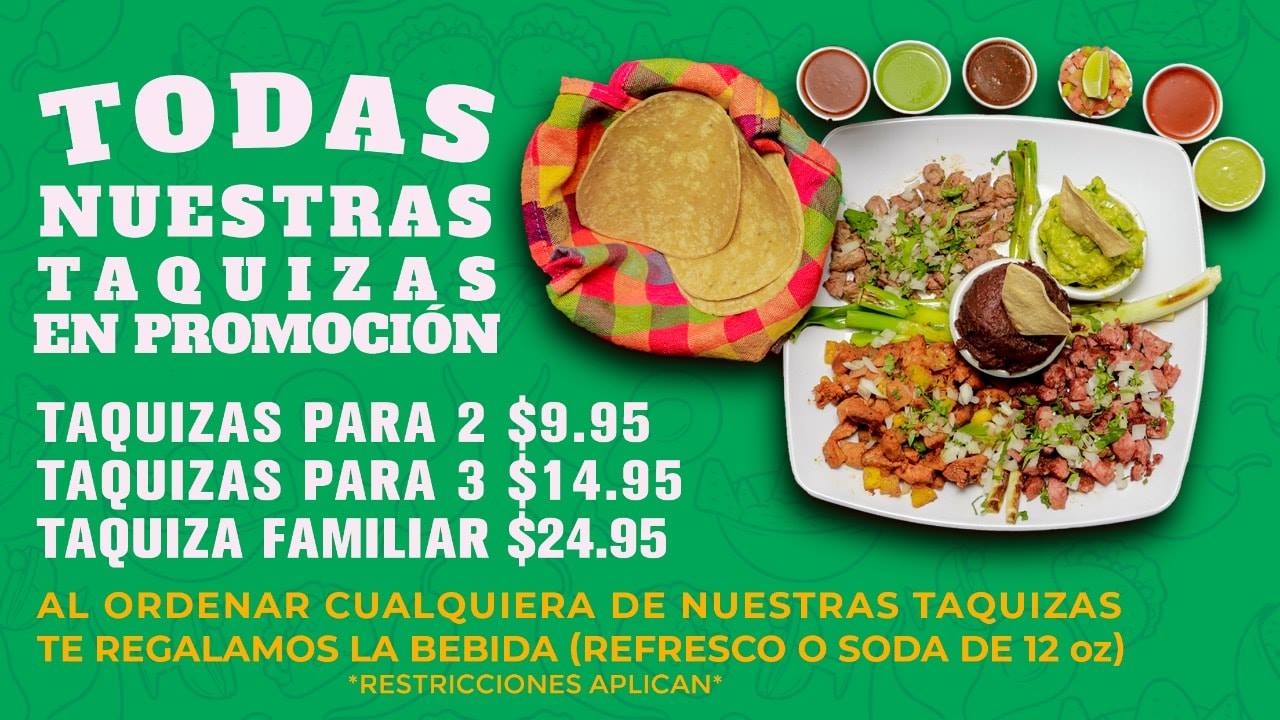 TODAS
NUESTRAS
TAQUIZAS
EN PROMOCIÓN
TAQUIZAS PARA 2 $9.95
TAQUIZAS PARA 3 $14.95
TAQUIZA FAMILIAR $24.95
AL ORDENAR CUALQUIERA DE NUESTRAS TAQUIZAS
TE REGALAMOS LA BEBIDA (REFRESCO O SODA DE 12 oz)
*RESTRICCIONES APLICAN*